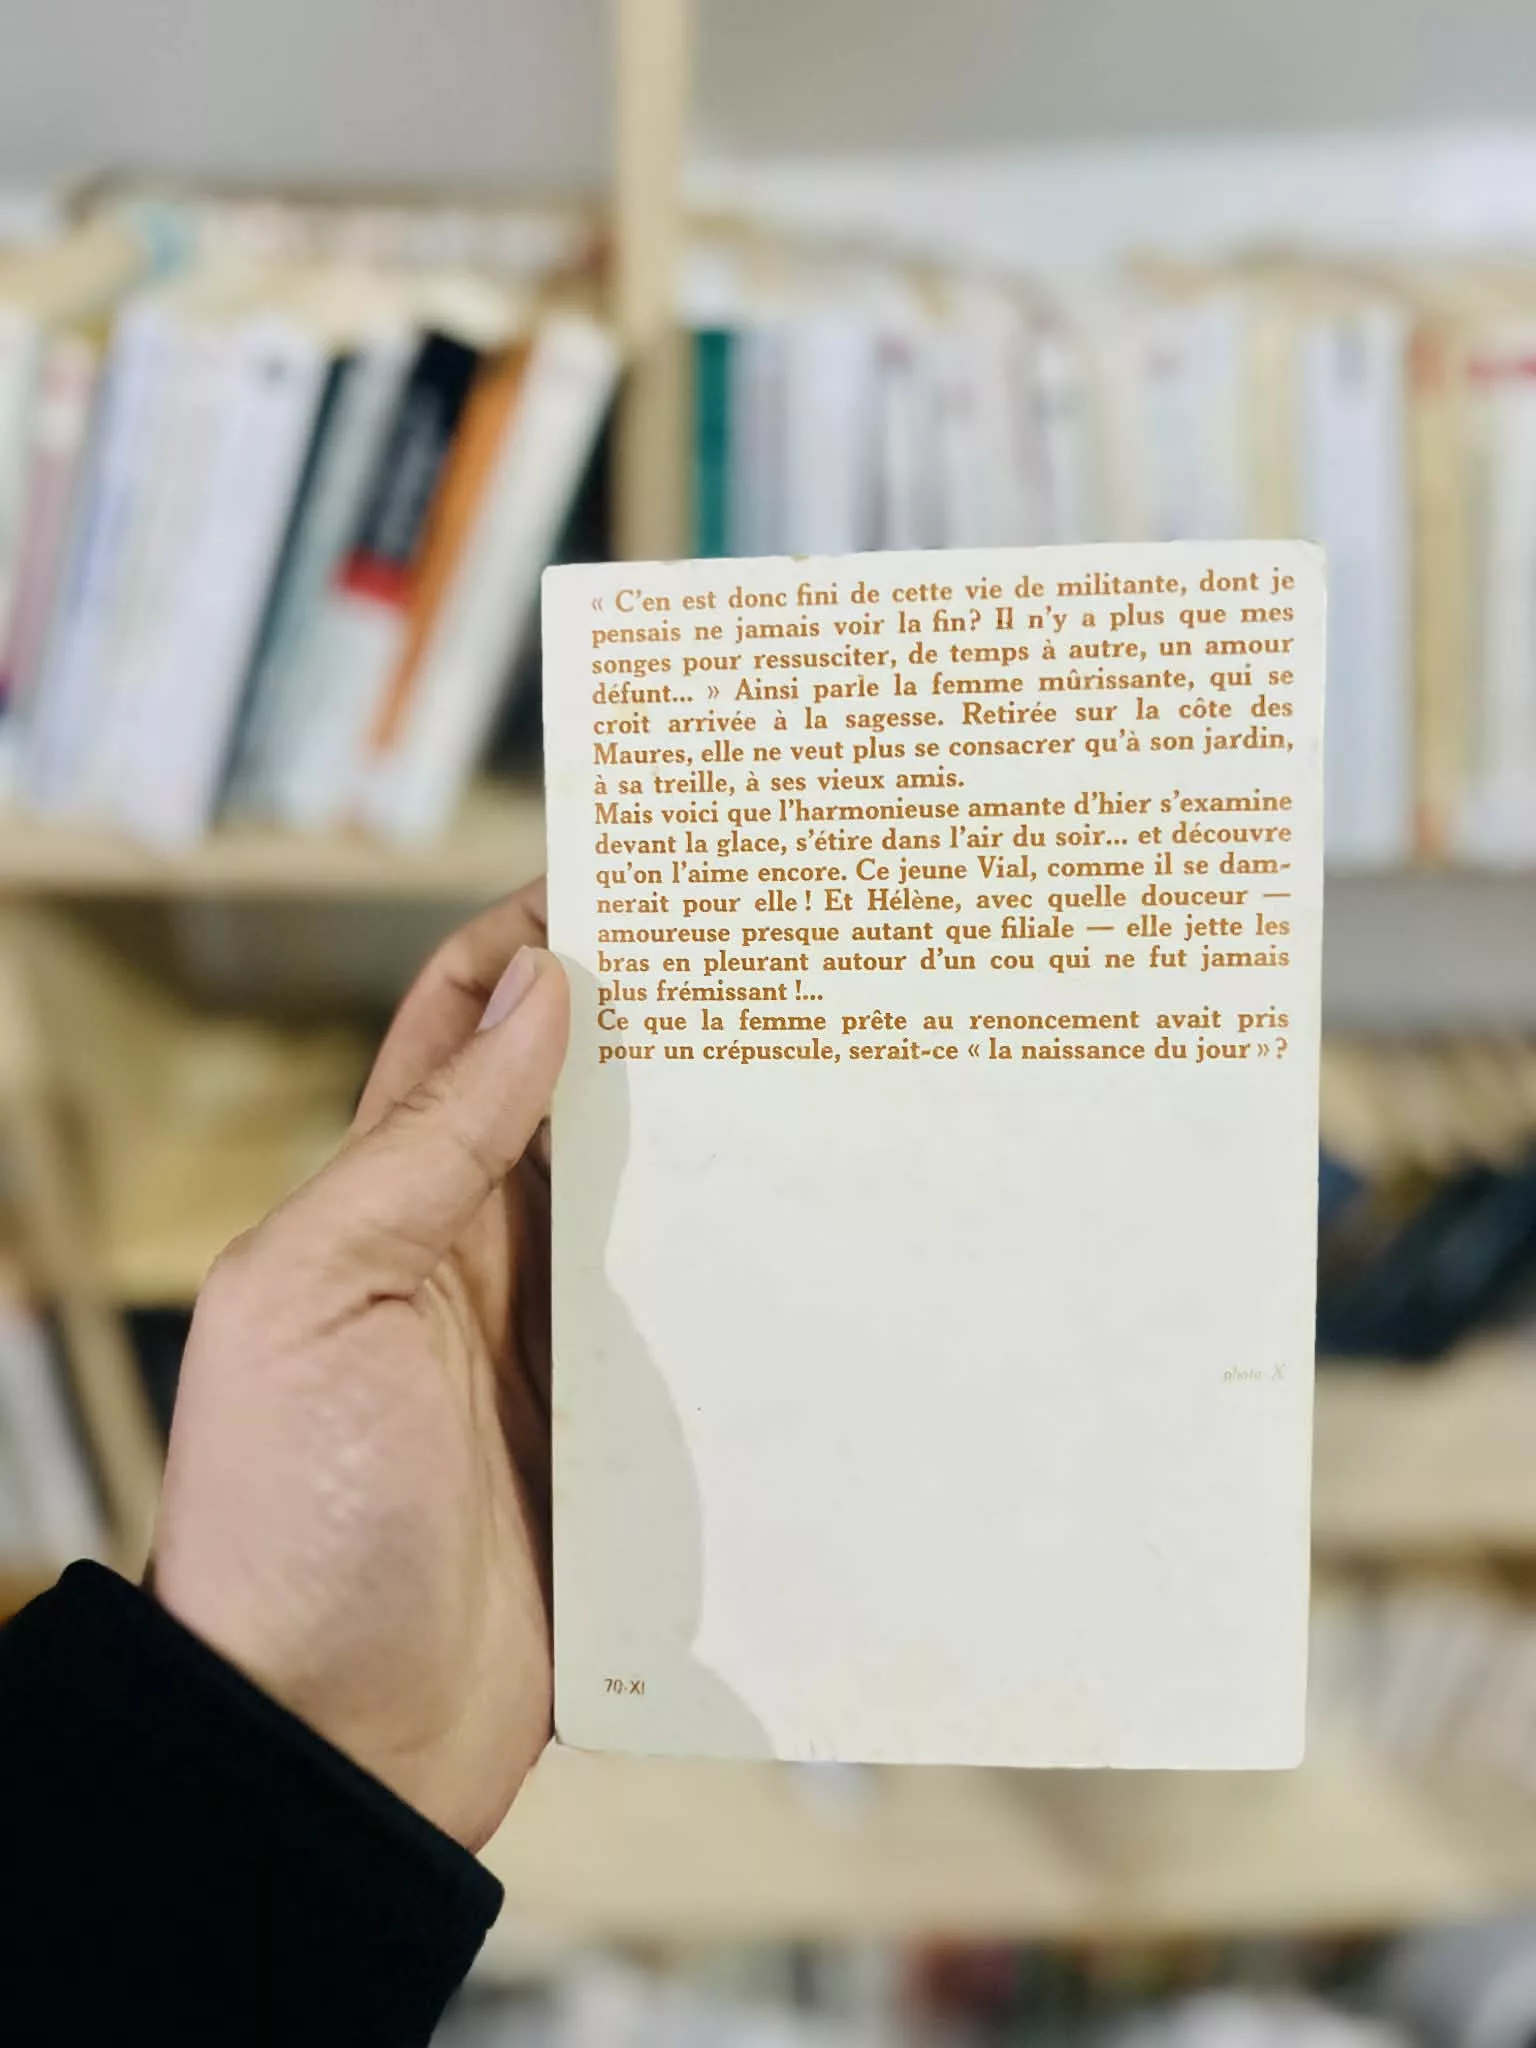 « C'en est donc fini de cette vie de militante, dont je
pensais ne jamais voir la fin? Il n'y a plus que mes
songes pour ressusciter, de temps à autre, un amour
défunt... » Ainsi parle la femme mûrissante, qui se
croit arrivée à la sagesse. Retirée sur la côte des
Maures, elle ne veut plus se consacrer qu'à son jardin,
à sa treille, à ses vieux amis.
Mais voici que l'harmonieuse amante d'hier s'examine
devant la glace, s'étire dans l'air du soir... et découvre
qu'on l'aime encore. Ce jeune Vial, comme il se dam-
nerait pour elle ! Et Hélène, avec quelle douceur —
amoureuse presque autant que filiale — elle jette les
bras en pleurant autour d'un cou qui ne fut jamais
plus frémissant !...
Ce que la femme prête au renoncement avait pris
pour un crépuscule, serait-ce « la naissance du jour » ?
photo X
70-XI